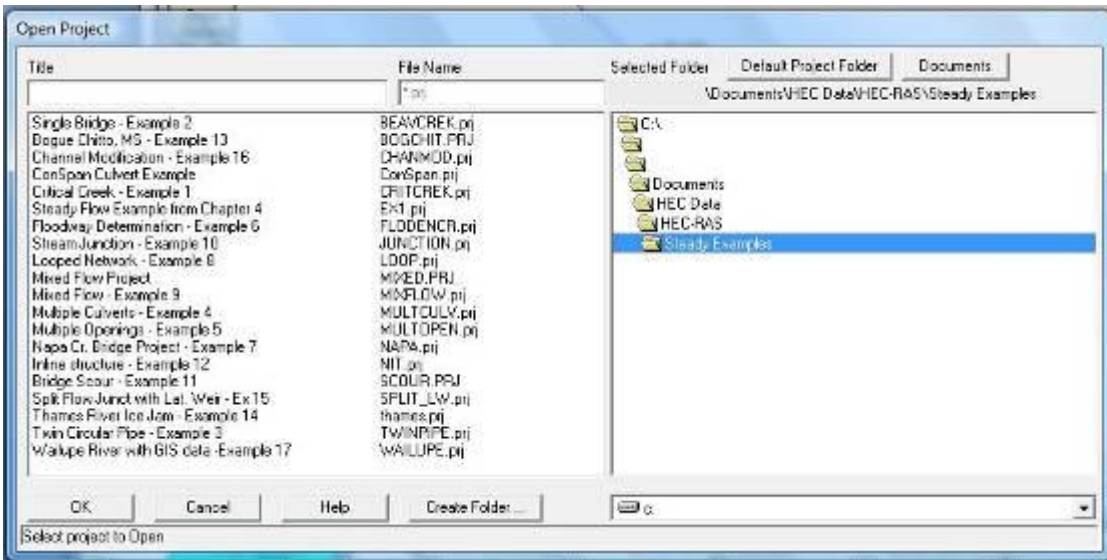 Open Project
Title File Name Selected Folder Default Project Folder Documents
*.prj \Documents\HEC Data\HEC-RAS\Steady Examples
Single Bridge - Example 2 BEAVCREK.prj
Bogue Chitto, MS - Example 13 BOGCHIT.PRJ
Channel Modification - Example 16 CHANMOD.prj
ConSpan Culvert Example ConSpan.prj
Critical Creek - Example 1 CRITCREK.prj
Steady Flow Example from Chapter 4 EX1.prj
Floodway Determination - Example 6 FLODENCR.prj
Stream Junction - Example 10 JUNCTION.prj
Looped Network - Example 8 LOOP.prj
Mixed Flow Project MIXED.PRJ
Mixed Flow - Example 9 MIXFLOW.prj
Multiple Culverts - Example 4 MULTCULV.prj
Multiple Openings - Example 5 MULTOPEN.prj
Napa Cr. Bridge Project - Example 7 NAPA.prj
Inline structure - Example 12 NIT.prj
Bridge Scour - Example 11 SCOUR.PRJ
Split Flow Junct with Lat. Weir - Ex 15 SPLIT_LW.prj
Thames River Ice Jam - Example 14 thames.prj
Twin Circular Pipe - Example 3 TWINPIPE.prj
Wailupe River with GIS data -Example 17 WAILUPE.prj
C:\
Documents
HEC Data
HEC-RAS
Steady Examples
OK Cancel Help Create Folder ... c:
Select project to Open